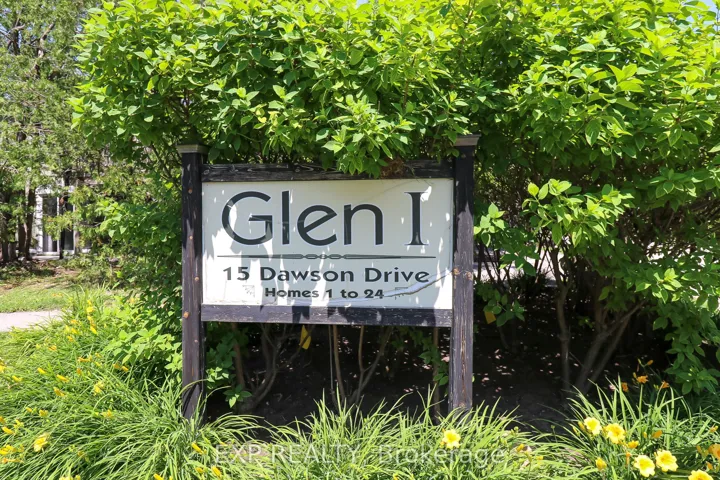 Glen I
15 Dawson Drive
Homes 1 to 24
EXP REALTY, Brokerage